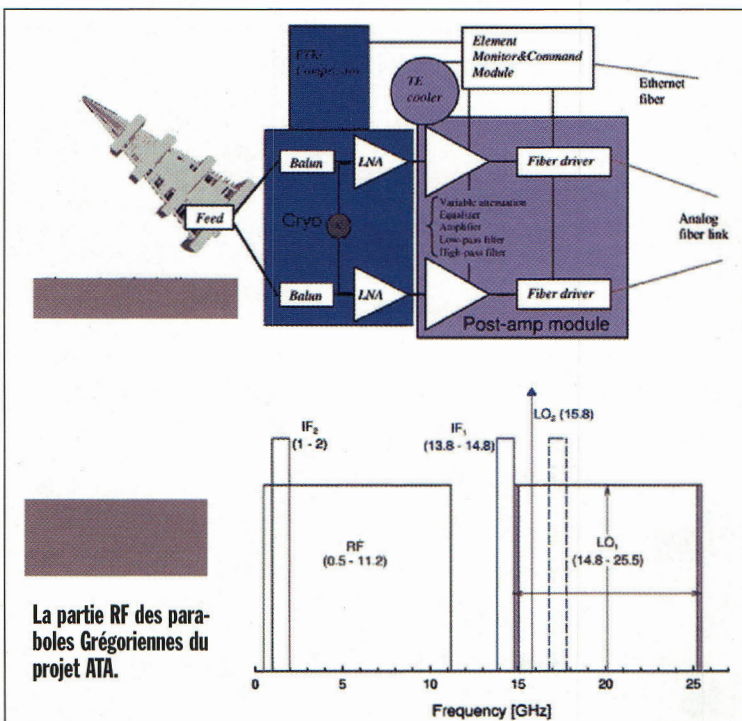 Element
Monitor&Command
Module
TE
cooler
Ethernet
fiber
Balun
LNA
Fiber driver
Feed
Cryo
Variable attenuation
Equalizer
Amplifier
Low-pass filter
High-pass filter
Analog
fiber link
Balun
LNA
Fiber driver
Post-amp module
LO₂ (15.8)
IF₂
(1 - 2)
IF₁
(13.8 - 14.8)
RF
(0.5 - 11.2)
LO₁
(14.8 - 25.5)
La partie RF des para-
boles Grégoriennes du
projet ATA.
0 5 10 15 20 25
Frequency [GHz]